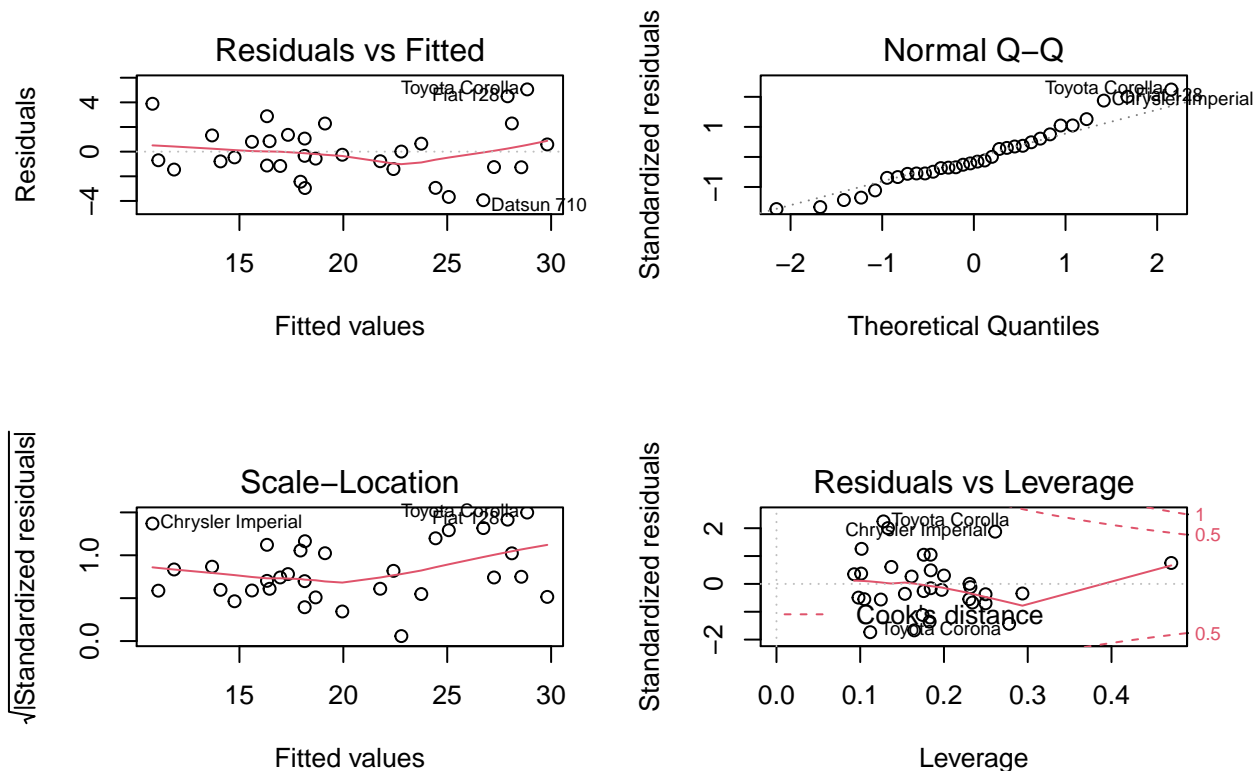 Residuals vs Fitted
Residuals
4
0
−4
Toyota Corolla
Fiat 128
Datsun 710
15
20
25
30
Fitted values
Normal Q−Q
Standardized residuals
1
−1
Toyota Corolla
Fiat 128
Chrysler Imperial
−2
−1
0
1
2
Theoretical Quantiles
Scale−Location
√|Standardized residuals|
1.0
0.0
Chrysler Imperial
Toyota Corolla
Fiat 128
15
20
25
30
Fitted values
Residuals vs Leverage
Standardized residuals
2
0
−2
Toyota Corolla
Chrysler Imperial
Cook's distance
Toyota Corona
1
0.5
0.5
0.0
0.1
0.2
0.3
0.4
Leverage